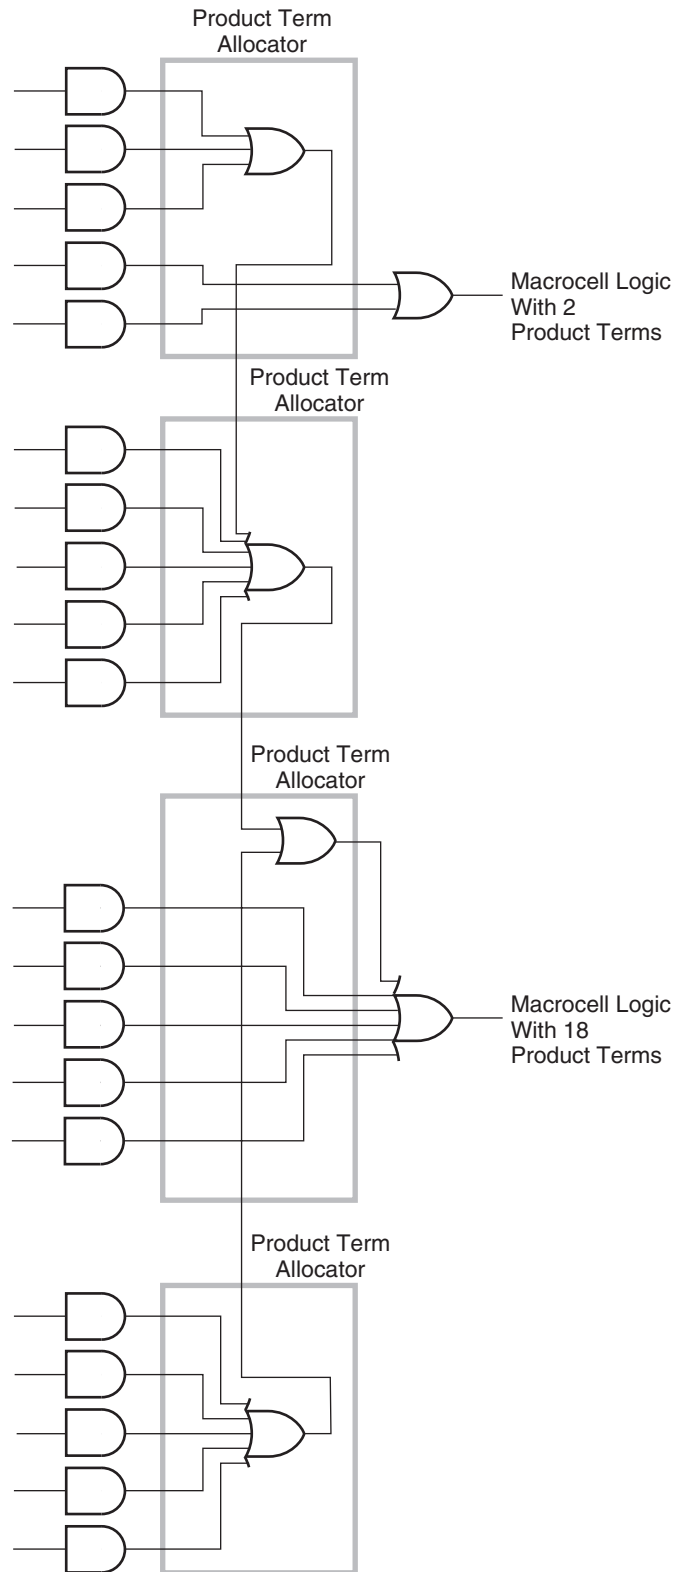 Product Term
Allocator
Macrocell Logic
With 2
Product Terms
Product Term
Allocator
Product Term
Allocator
Macrocell Logic
With 18
Product Terms
Product Term
Allocator